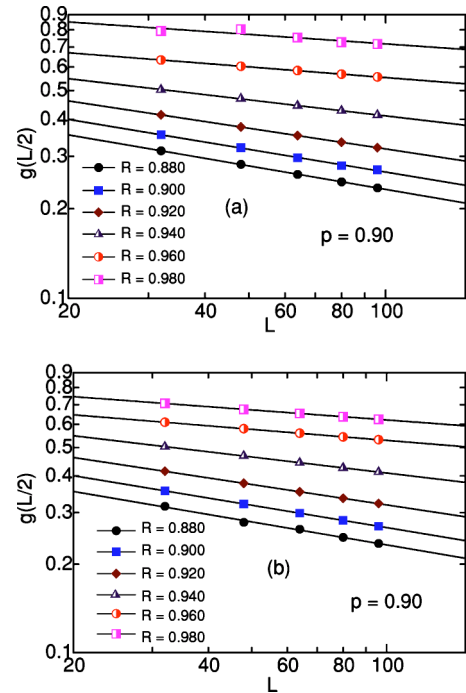 0.9
0.8
0.7
0.6
0.5
0.4
0.3
0.2
0.1
g(L/2)
R = 0.880
R = 0.900
R = 0.920
R = 0.940
R = 0.960
R = 0.980
(a)
p = 0.90
20 40 60 80 100
L
0.9
0.8
0.7
0.6
0.5
0.4
0.3
0.2
0.1
g(L/2)
R = 0.880
R = 0.900
R = 0.920
R = 0.940
R = 0.960
R = 0.980
(b)
p = 0.90
20 40 60 80 100
L